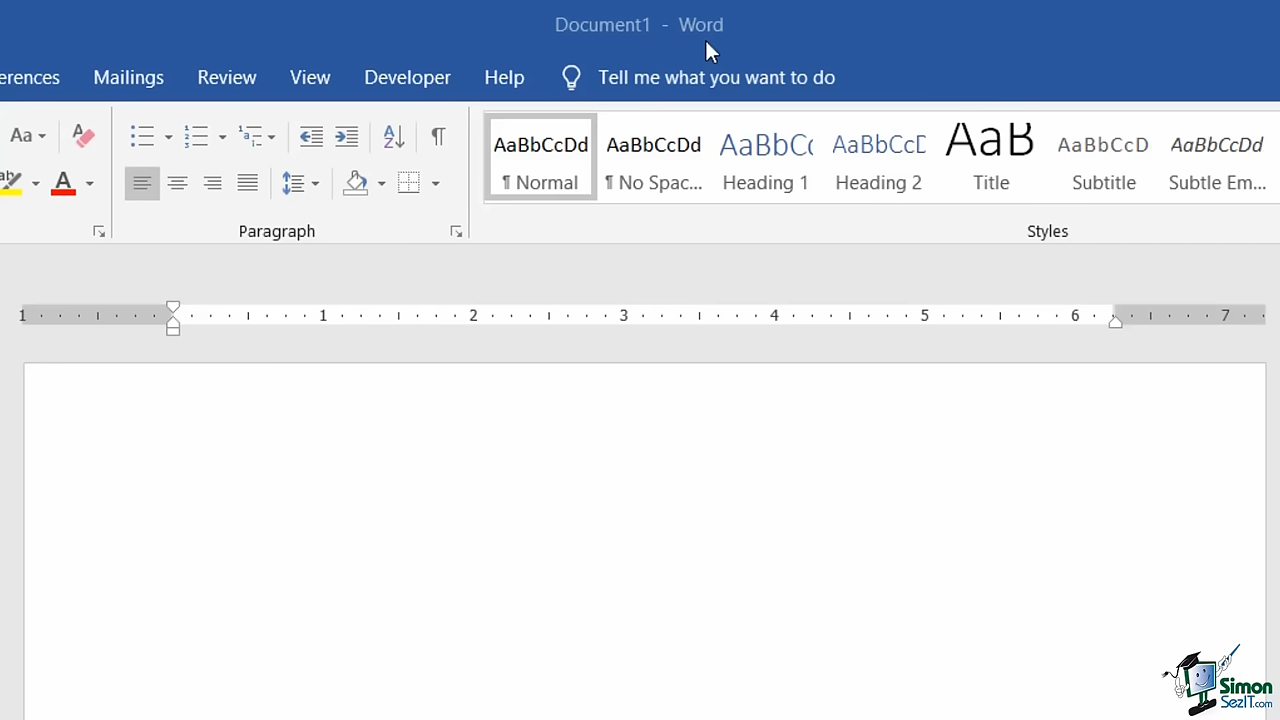 Document1 - Word
erences Mailings Review View Developer Help Tell me what you want to do
Aa AaBbCcDd AaBbCcDd AaBbCc AaBbCcD AaB AaBbCcD AaBbCcDd
A ¶ Normal ¶ No Spac... Heading 1 Heading 2 Title Subtitle Subtle Em...
Paragraph Styles
1 1 2 3 4 5 6 7
Simon
SezIT.com